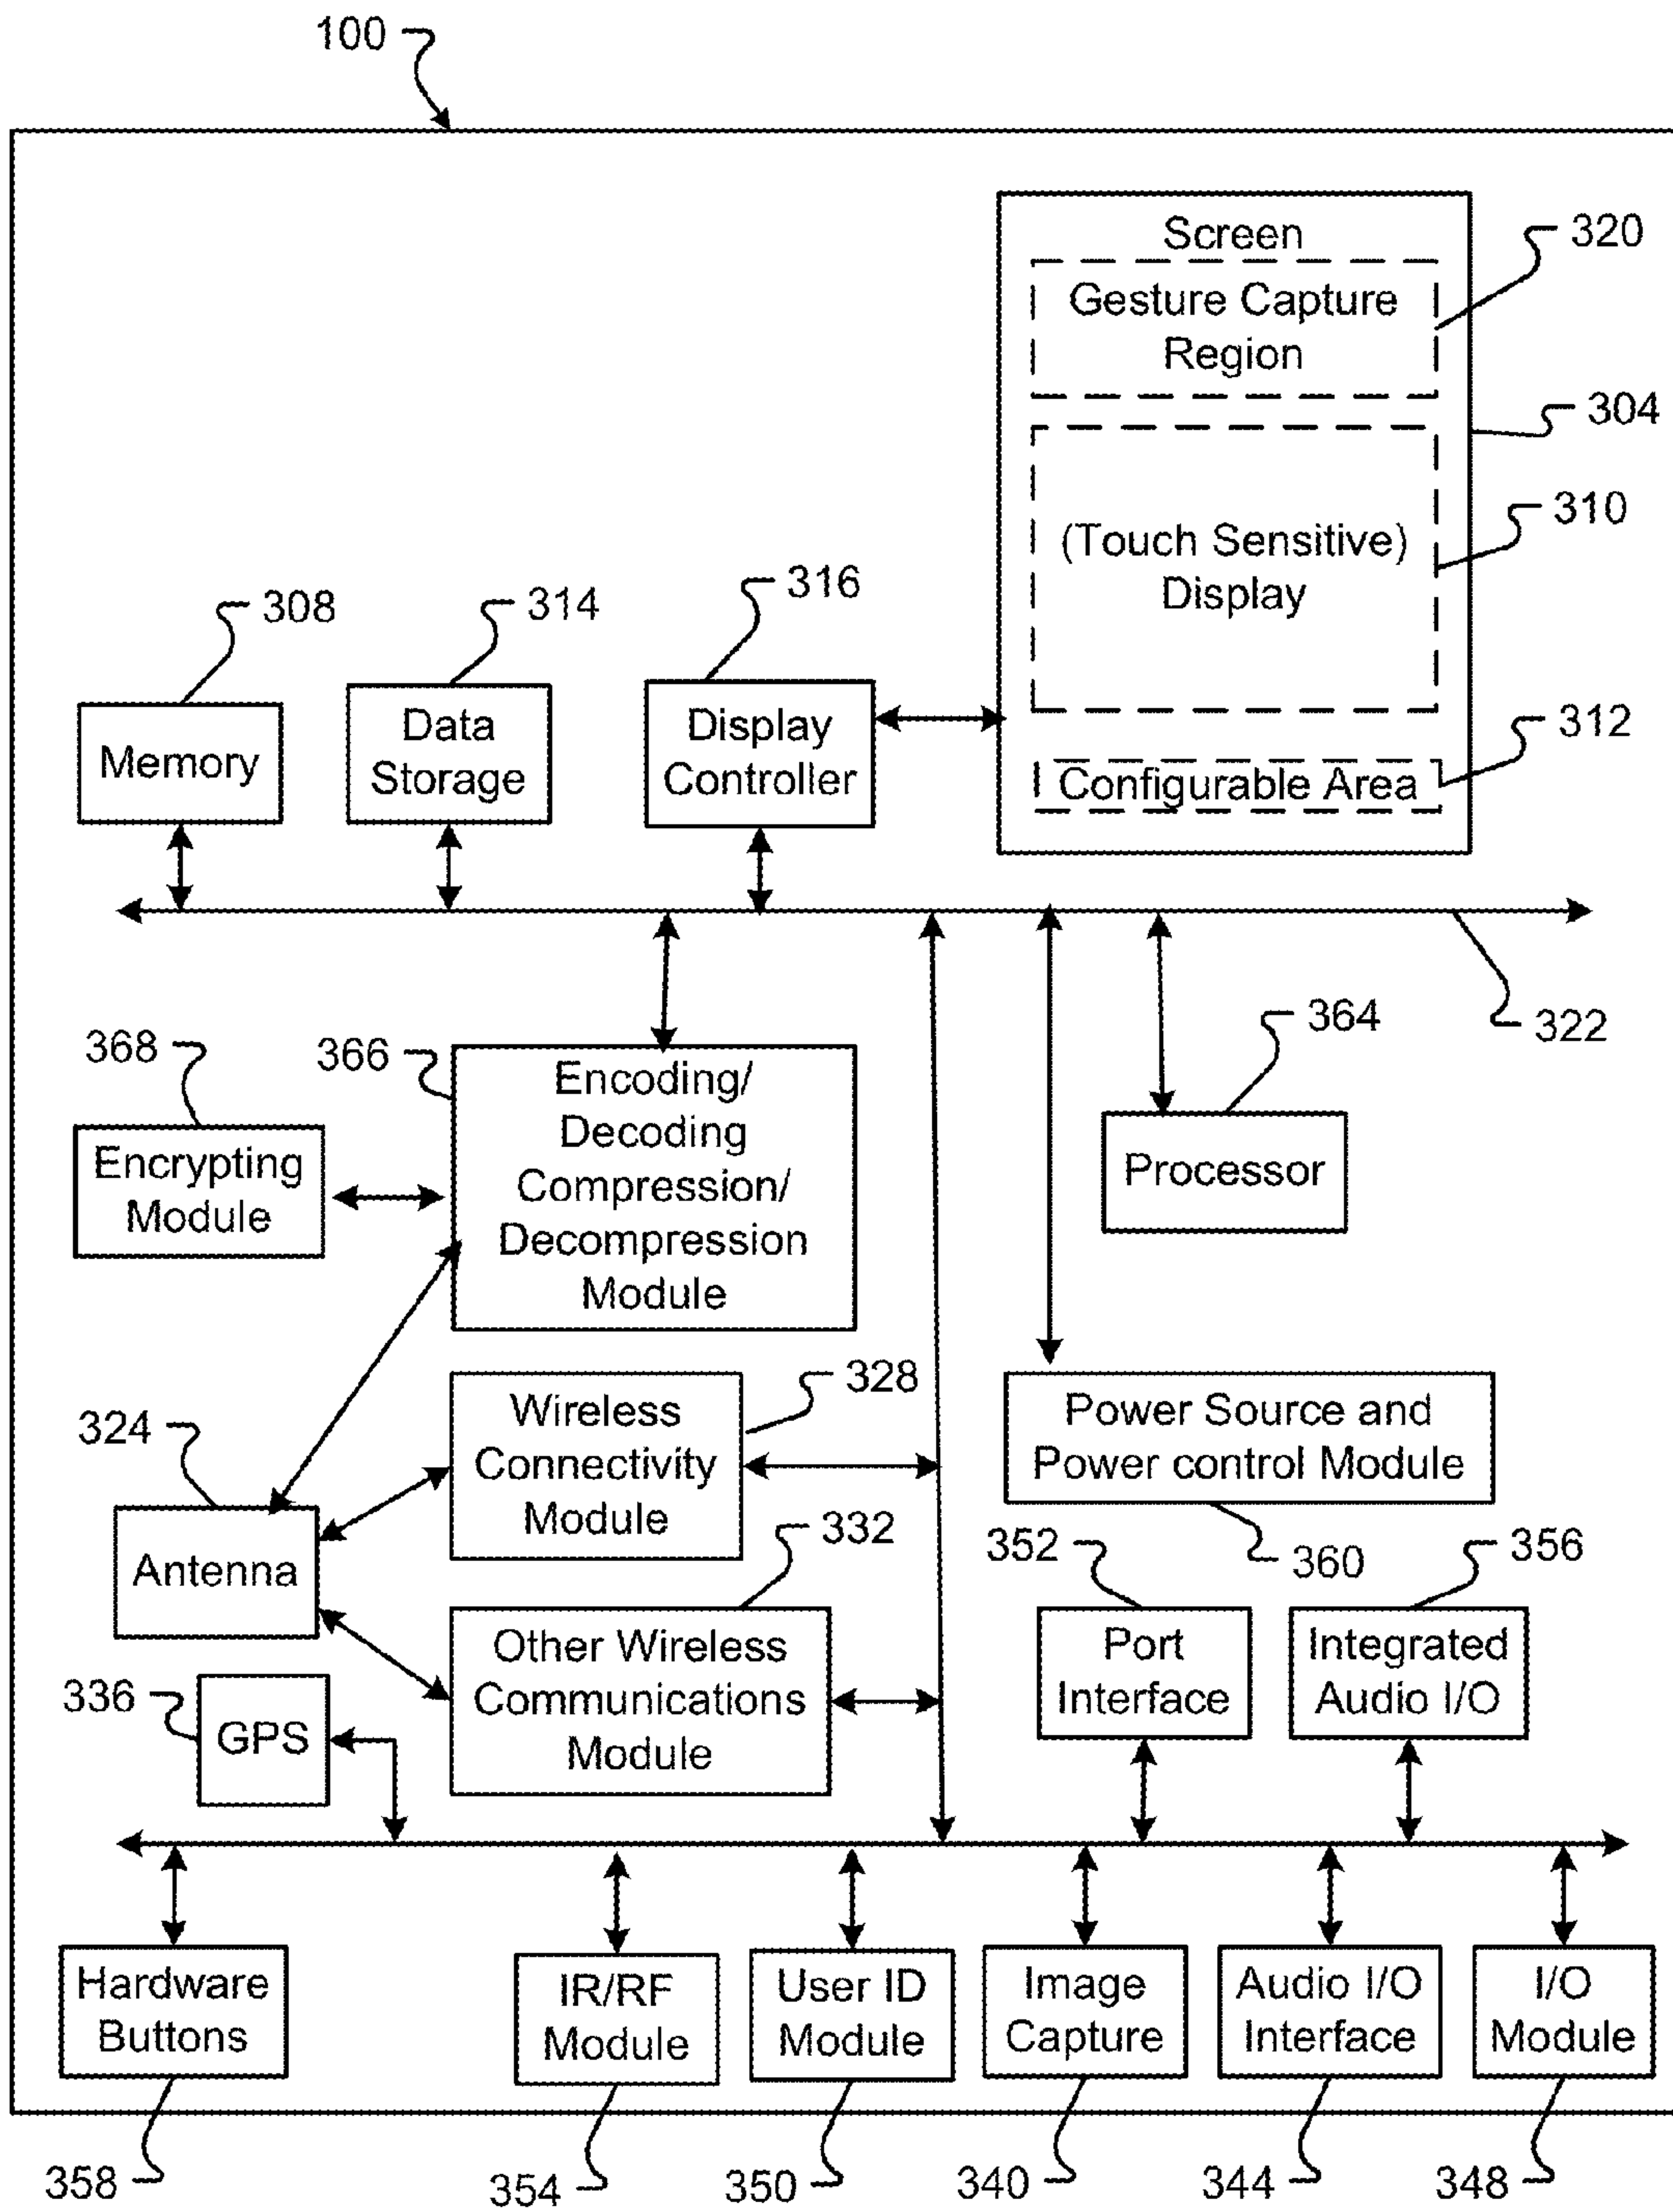 100
Screen
320
Gesture Capture
Region
304
310
(Touch Sensitive)
Display
316
308
314
312
Memory
Data
Storage
Display
Controller
Configurable Area
322
364
368
366
Encoding/
Decoding
Compression/
Decompression
Module
Encrypting
Module
Processor
328
324
Wireless
Connectivity
Module
Power Source and
Power control Module
332
352
360
356
Antenna
Other Wireless
Communications
Module
Port
Interface
Integrated
Audio I/O
336
GPS
Hardware
Buttons
IR/RF
Module
User ID
Module
Image
Capture
Audio I/O
Interface
I/O
Module
358
354
350
340
344
348